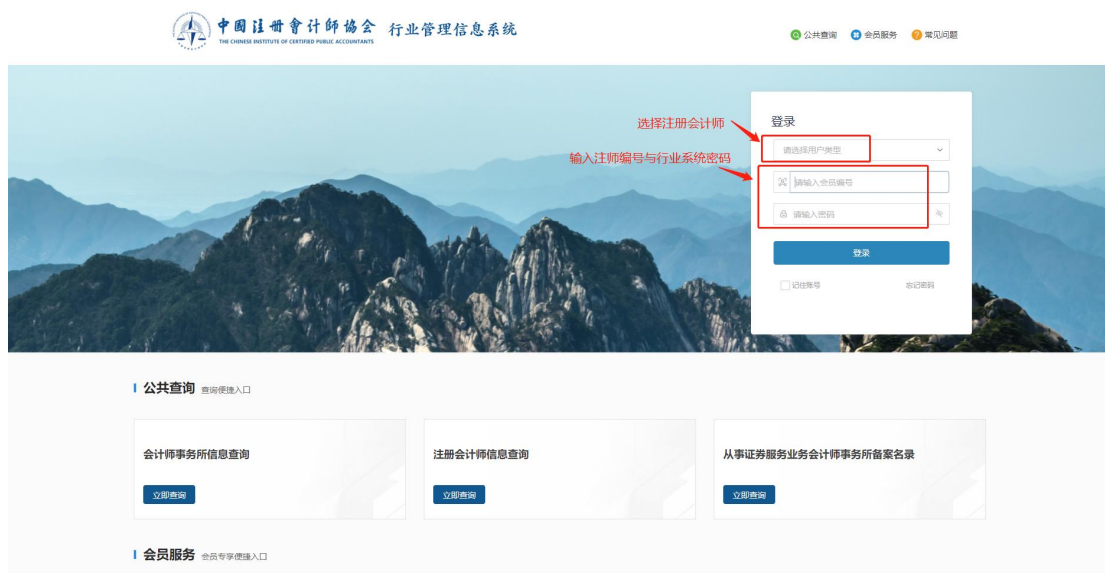 中國註冊會计師協会 行业管理信息系统
THE CHINESE INSTITUTE OF CERTIFIED PUBLIC ACCOUNTANTS
公共查询 会员服务 常见问题
登录
选择注册会计师
请选择用户类型
输入注师编号与行业系统密码
请输入会员编号
请输入密码
登录
记住账号 忘记密码
公共查询 查询便捷入口
会计师事务所信息查询 注册会计师信息查询 从事证券服务业务会计师事务所备案名录
立即查询 立即查询 立即查询
会员服务 会员专享便捷入口